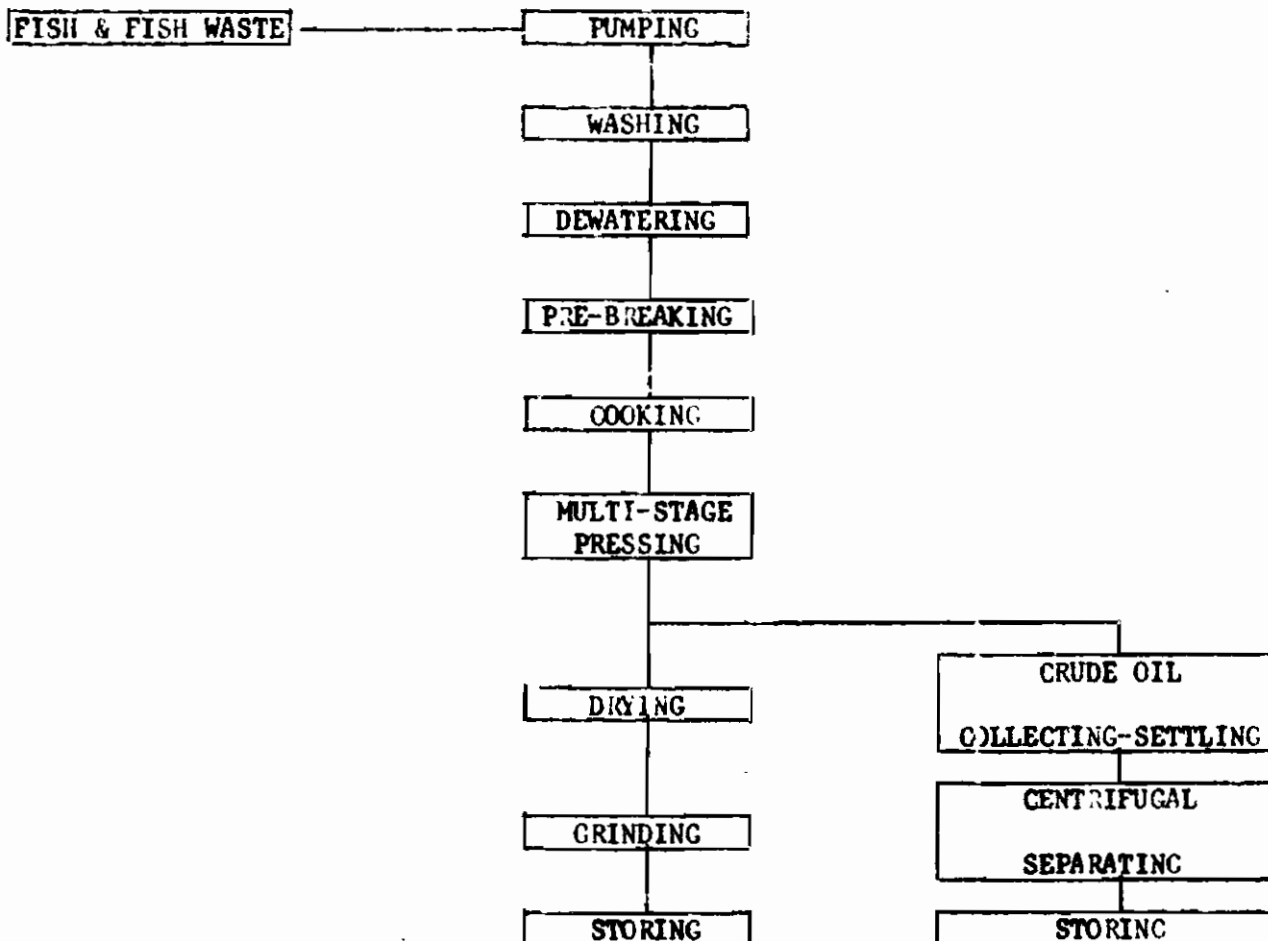 FISH & FISH WASTE
PUMPING
WASHING
DEWATERING
PRE-BREAKING
COOKING
MULTI-STAGE
PRESSING
DRYING
GRINDING
STORING
CRUDE OIL
COLLECTING-SETTLING
CENTRIFUGAL
SEPARATING
STORING